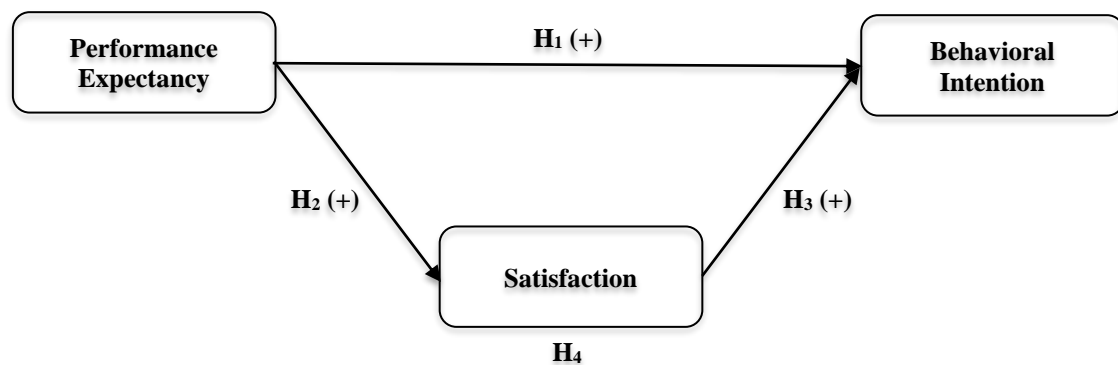 Performance
Expectancy
H₁ (+)
Behavioral
Intention
H₂ (+)
H₃ (+)
Satisfaction
H₄